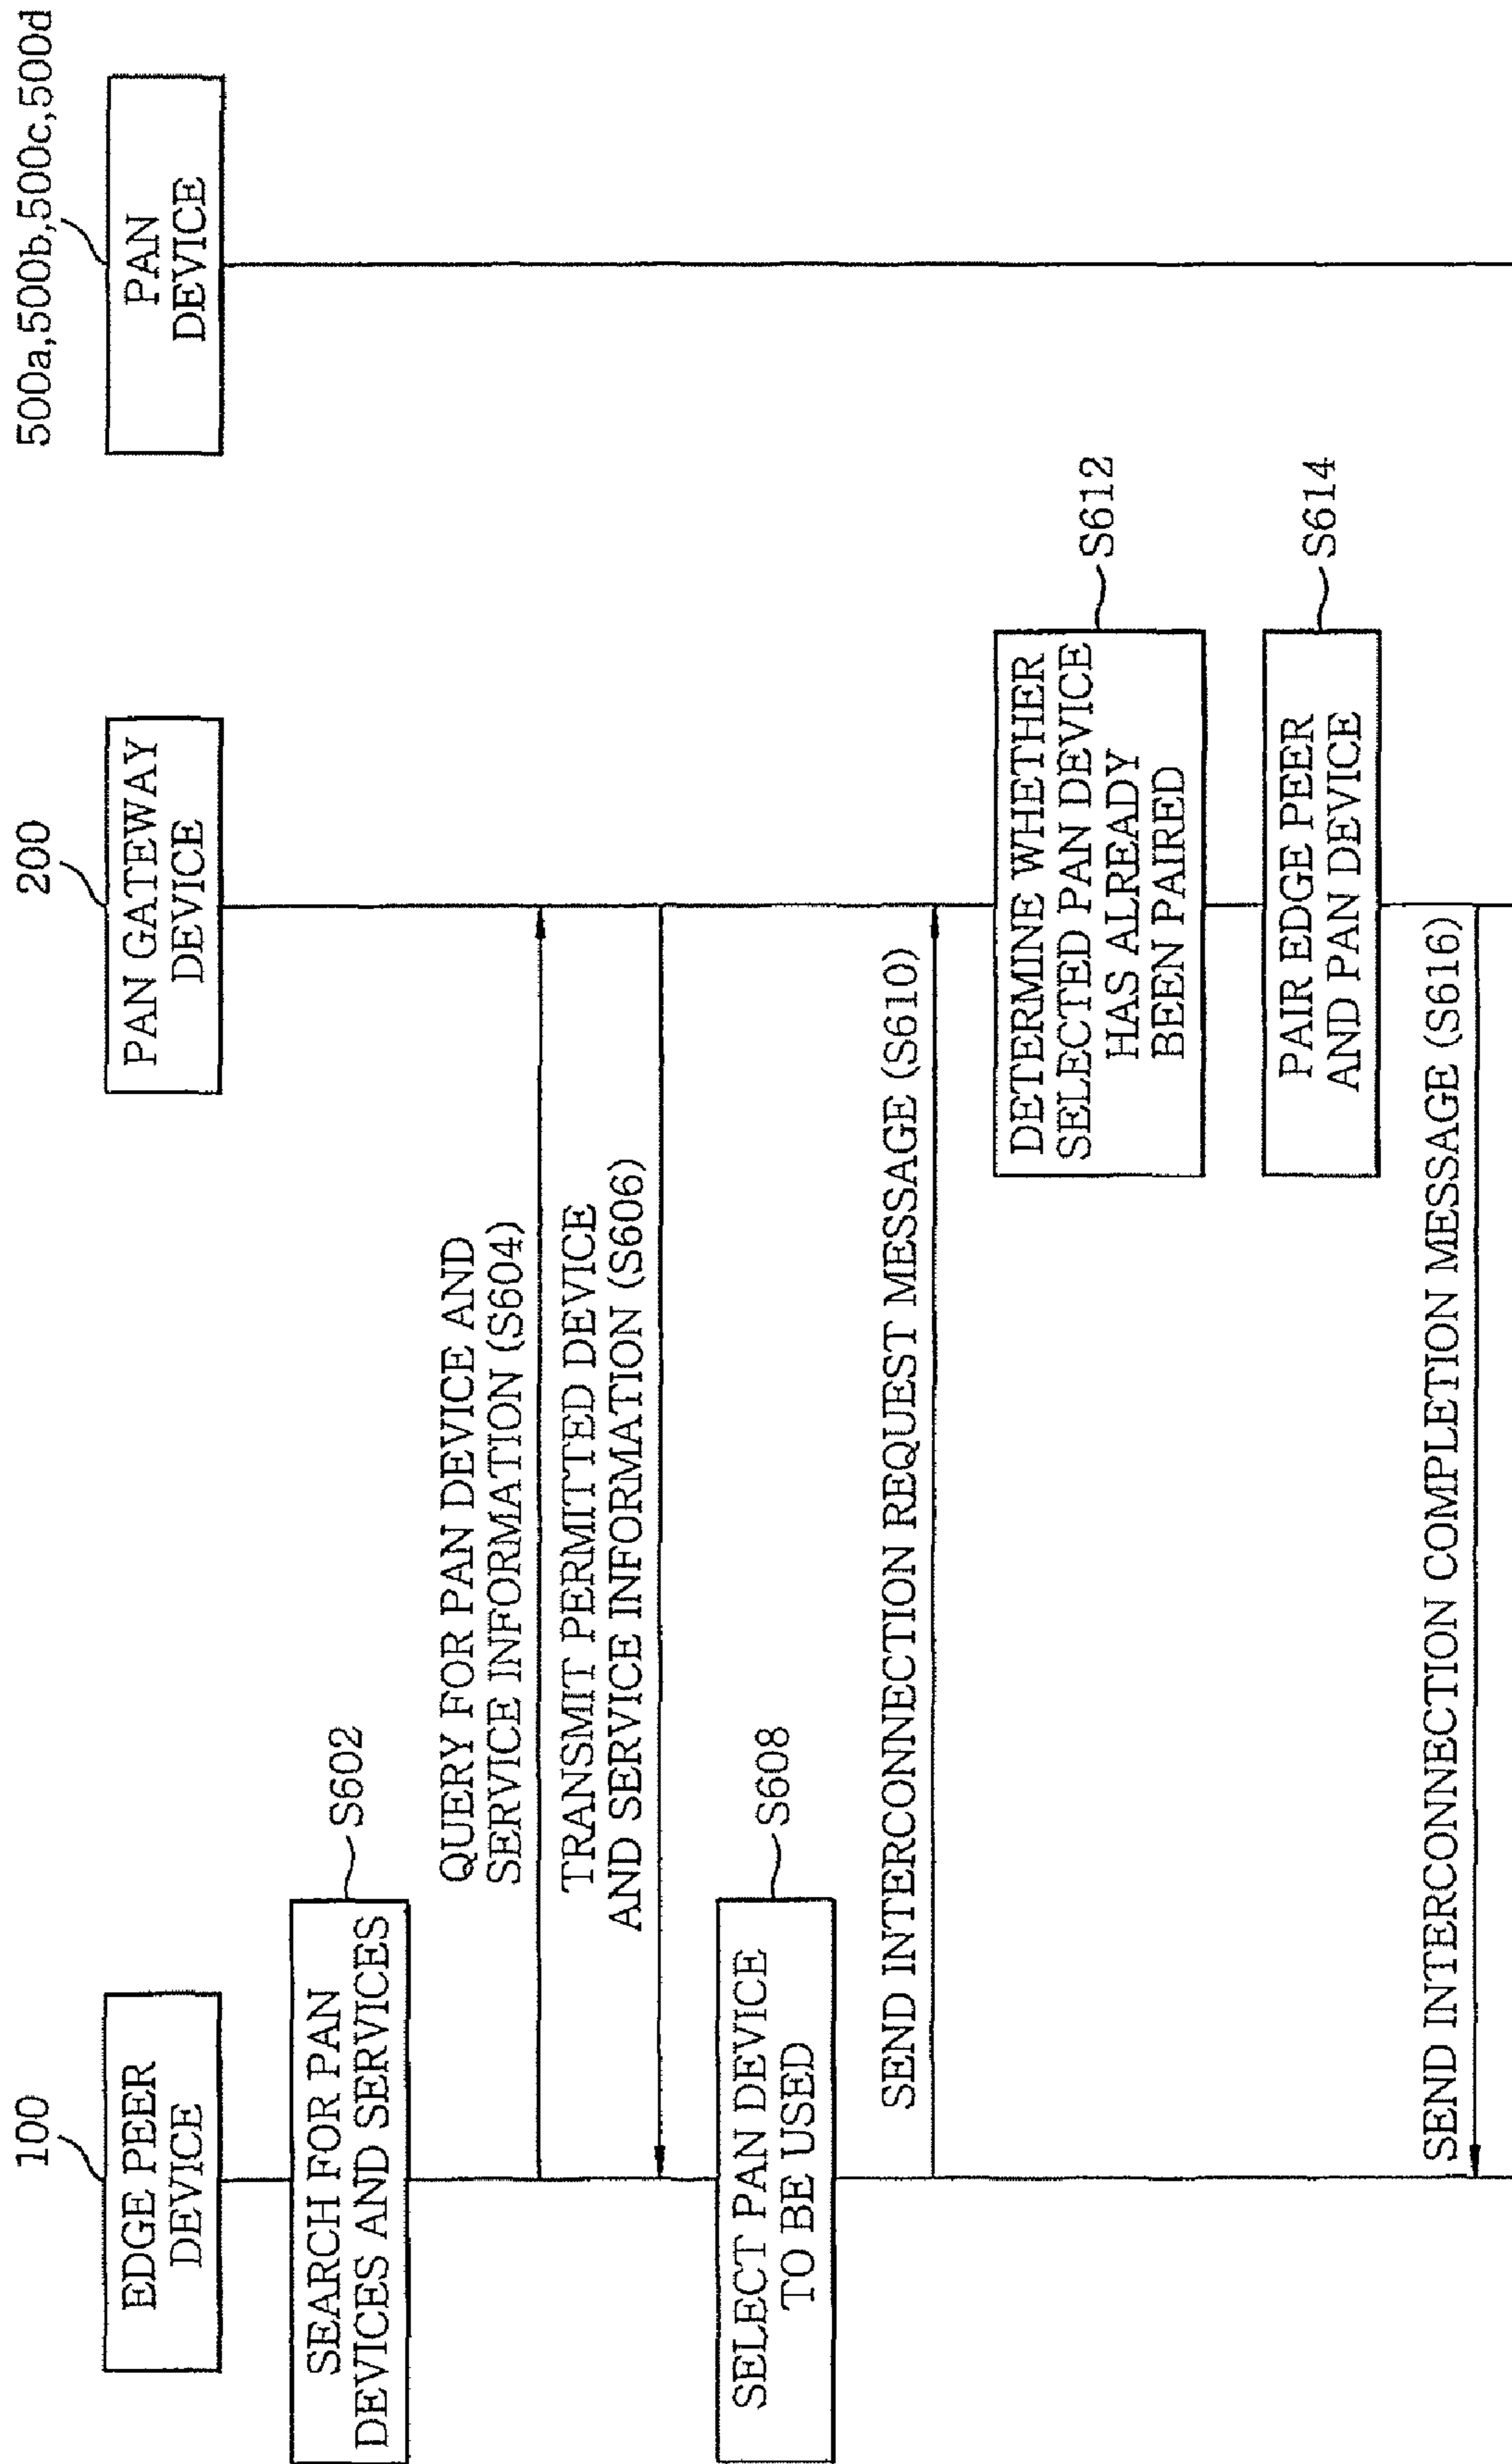 100
EDGE PEER
DEVICE
200
PAN GATEWAY
DEVICE
500a,500b,500c,500d
PAN
DEVICE
SEARCH FOR PAN
DEVICES AND SERVICES
S602
QUERY FOR PAN DEVICE AND
SERVICE INFORMATION (S604)
TRANSMIT PERMITTED DEVICE
AND SERVICE INFORMATION (S606)
SELECT PAN DEVICE
TO BE USED
S608
SEND INTERCONNECTION REQUEST MESSAGE (S610)
DETERMINE WHETHER
SELECTED PAN DEVICE
HAS ALREADY
BEEN PAIRED
S612
PAIR EDGE PEER
AND PAN DEVICE
S614
SEND INTERCONNECTION COMPLETION MESSAGE (S616)